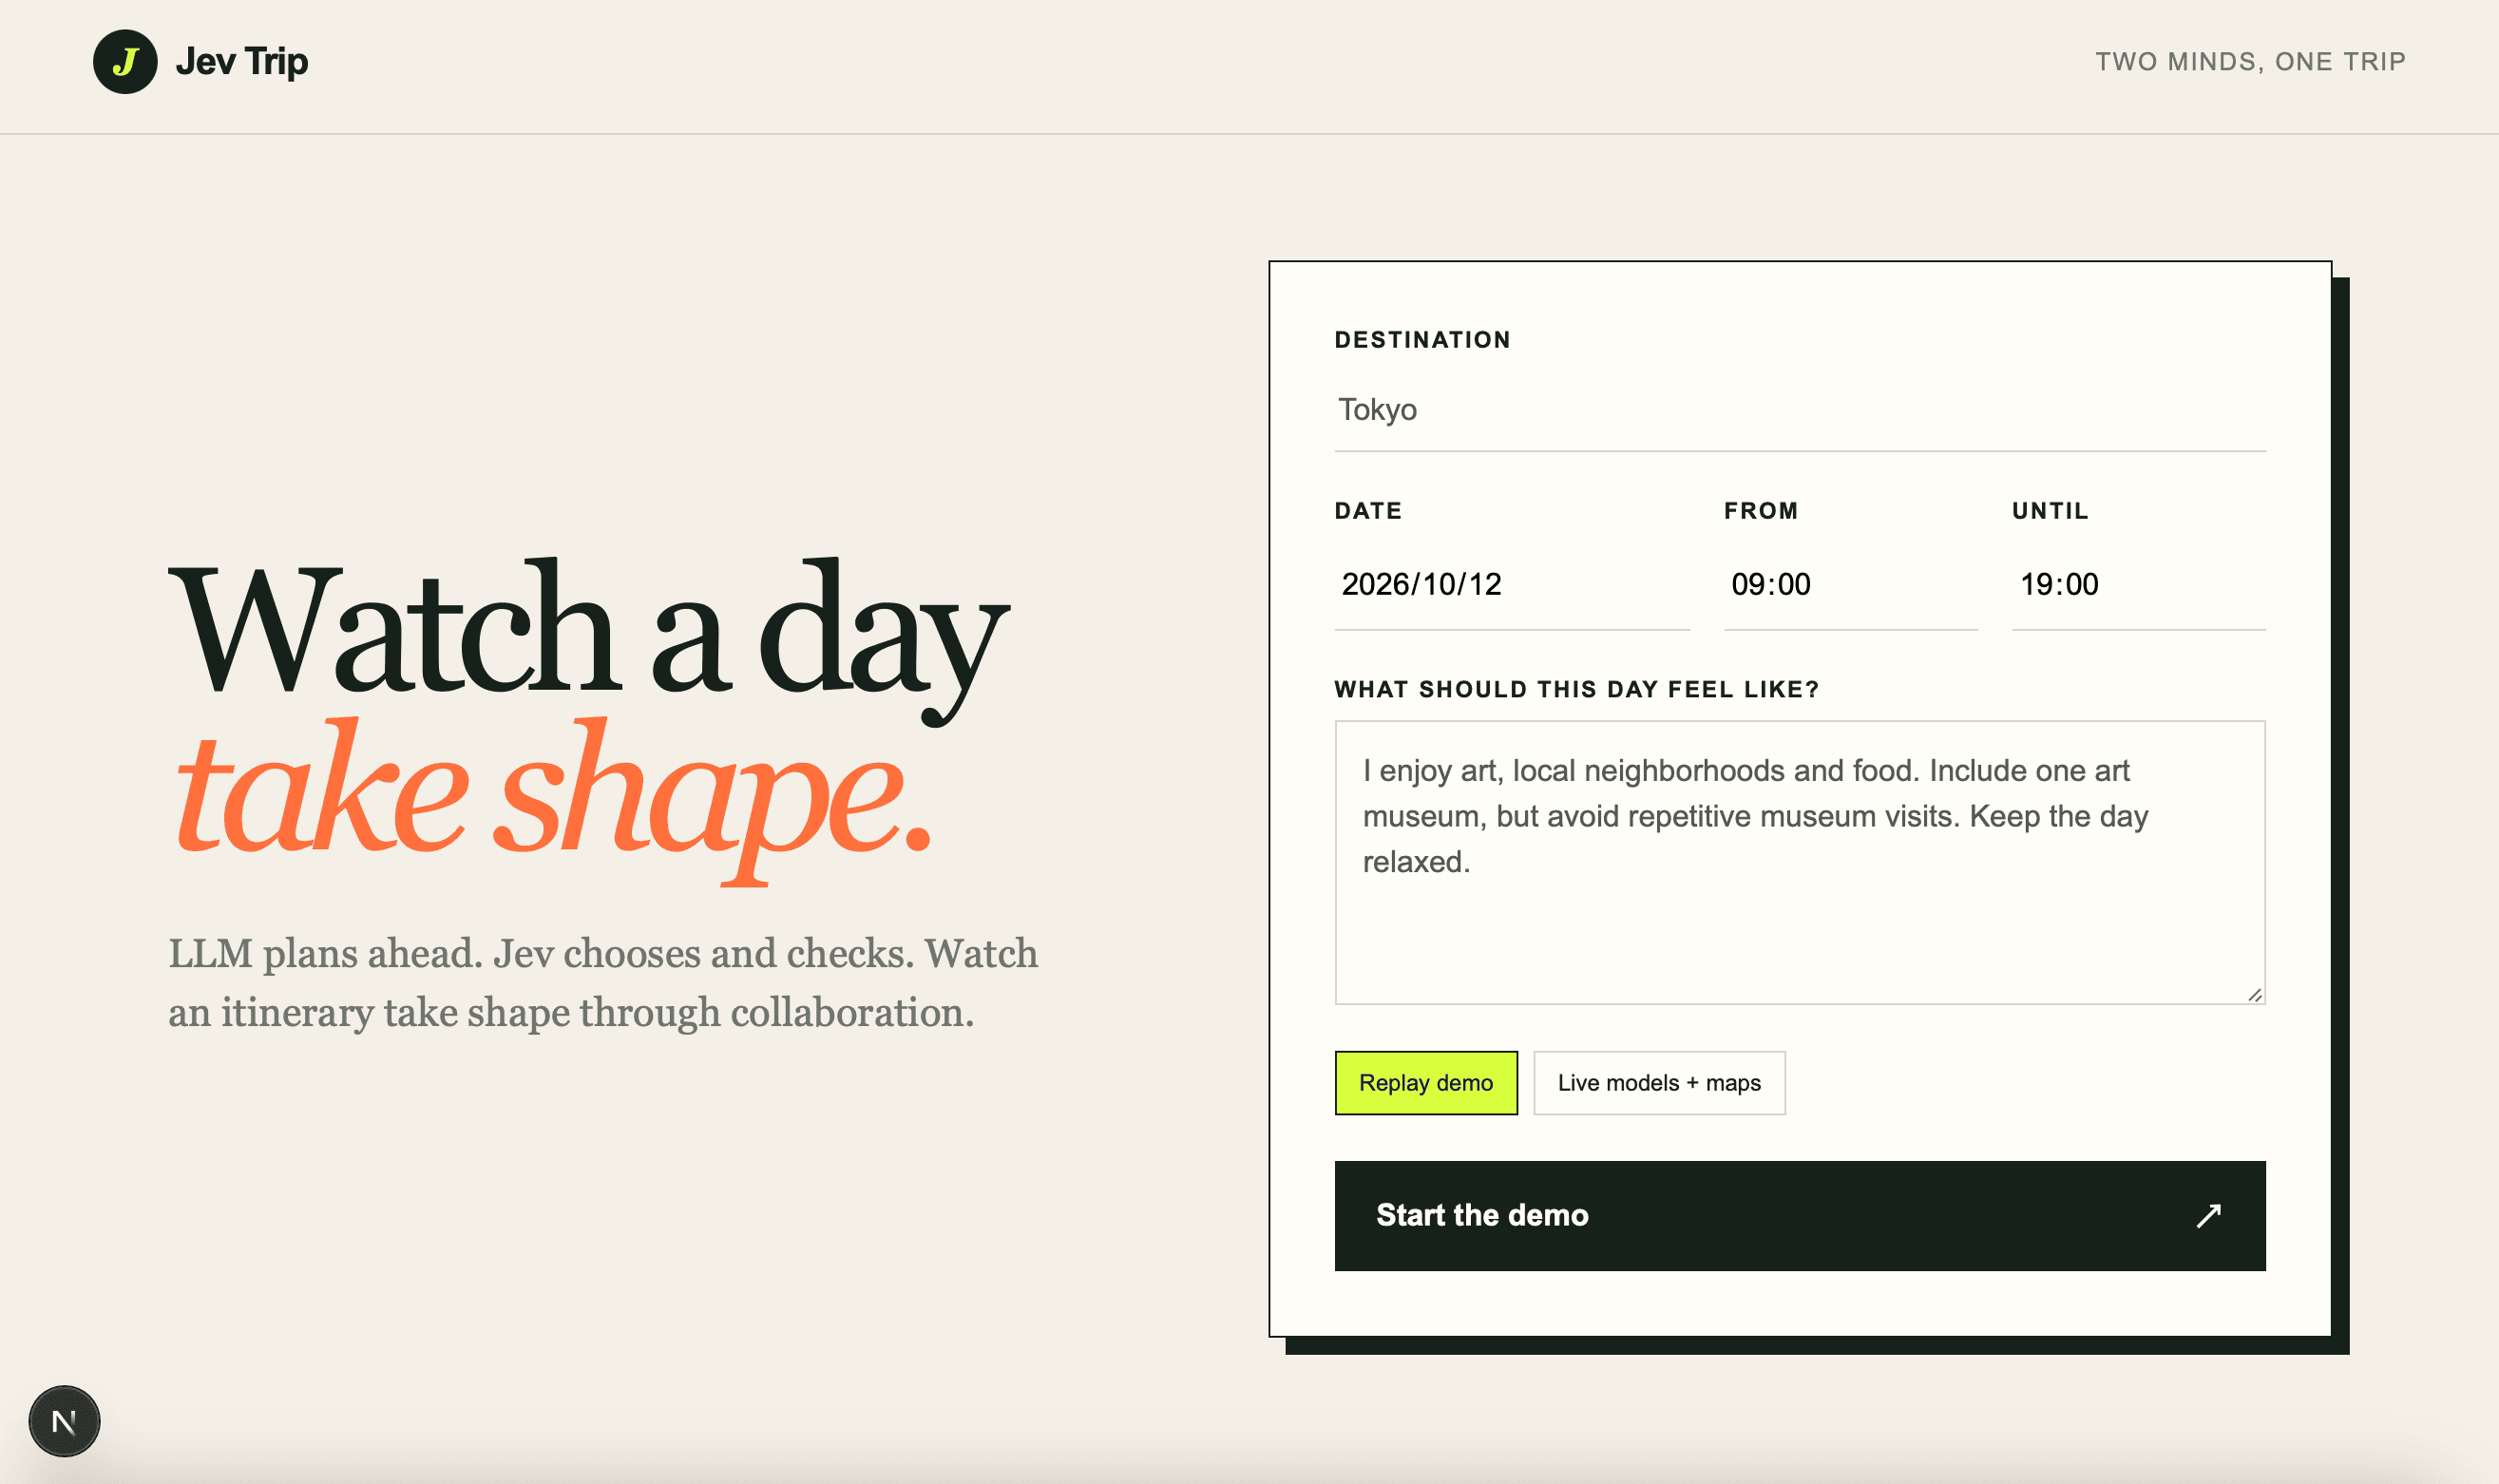 J Jev Trip
TWO MINDS, ONE TRIP
Watch a day
take shape.
LLM plans ahead. Jev chooses and checks. Watch
an itinerary take shape through collaboration.
DESTINATION
Tokyo
DATE
FROM
UNTIL
2026/10/12
09:00
19:00
WHAT SHOULD THIS DAY FEEL LIKE?
I enjoy art, local neighborhoods and food. Include one art
museum, but avoid repetitive museum visits. Keep the day
relaxed.
Replay demo
Live models + maps
Start the demo ↗
N